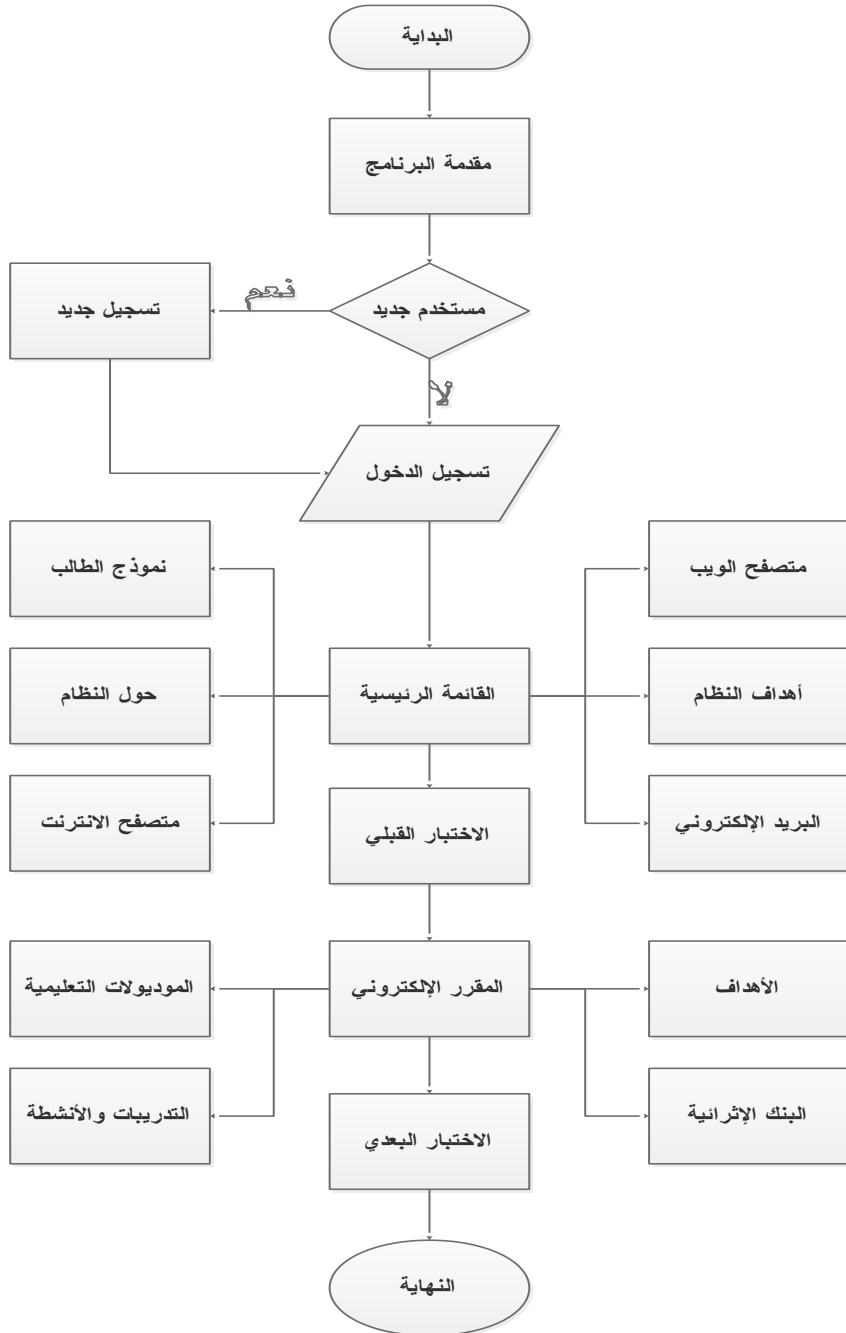 البداية
مقدمة البرنامج
مستخدم جديد
نعم
تسجيل جديد
لا
تسجيل الدخول
متصفح الويب
نموذج الطالب
أهداف النظام
القائمة الرئيسية
حول النظام
البريد الإلكتروني
الاختبار القبلي
متصفح الانترنت
الأهداف
المقرر الإلكتروني
الموديولات التعليمية
البنك الإثرائية
الاختبار البعدي
التدريبات والأنشطة
النهاية